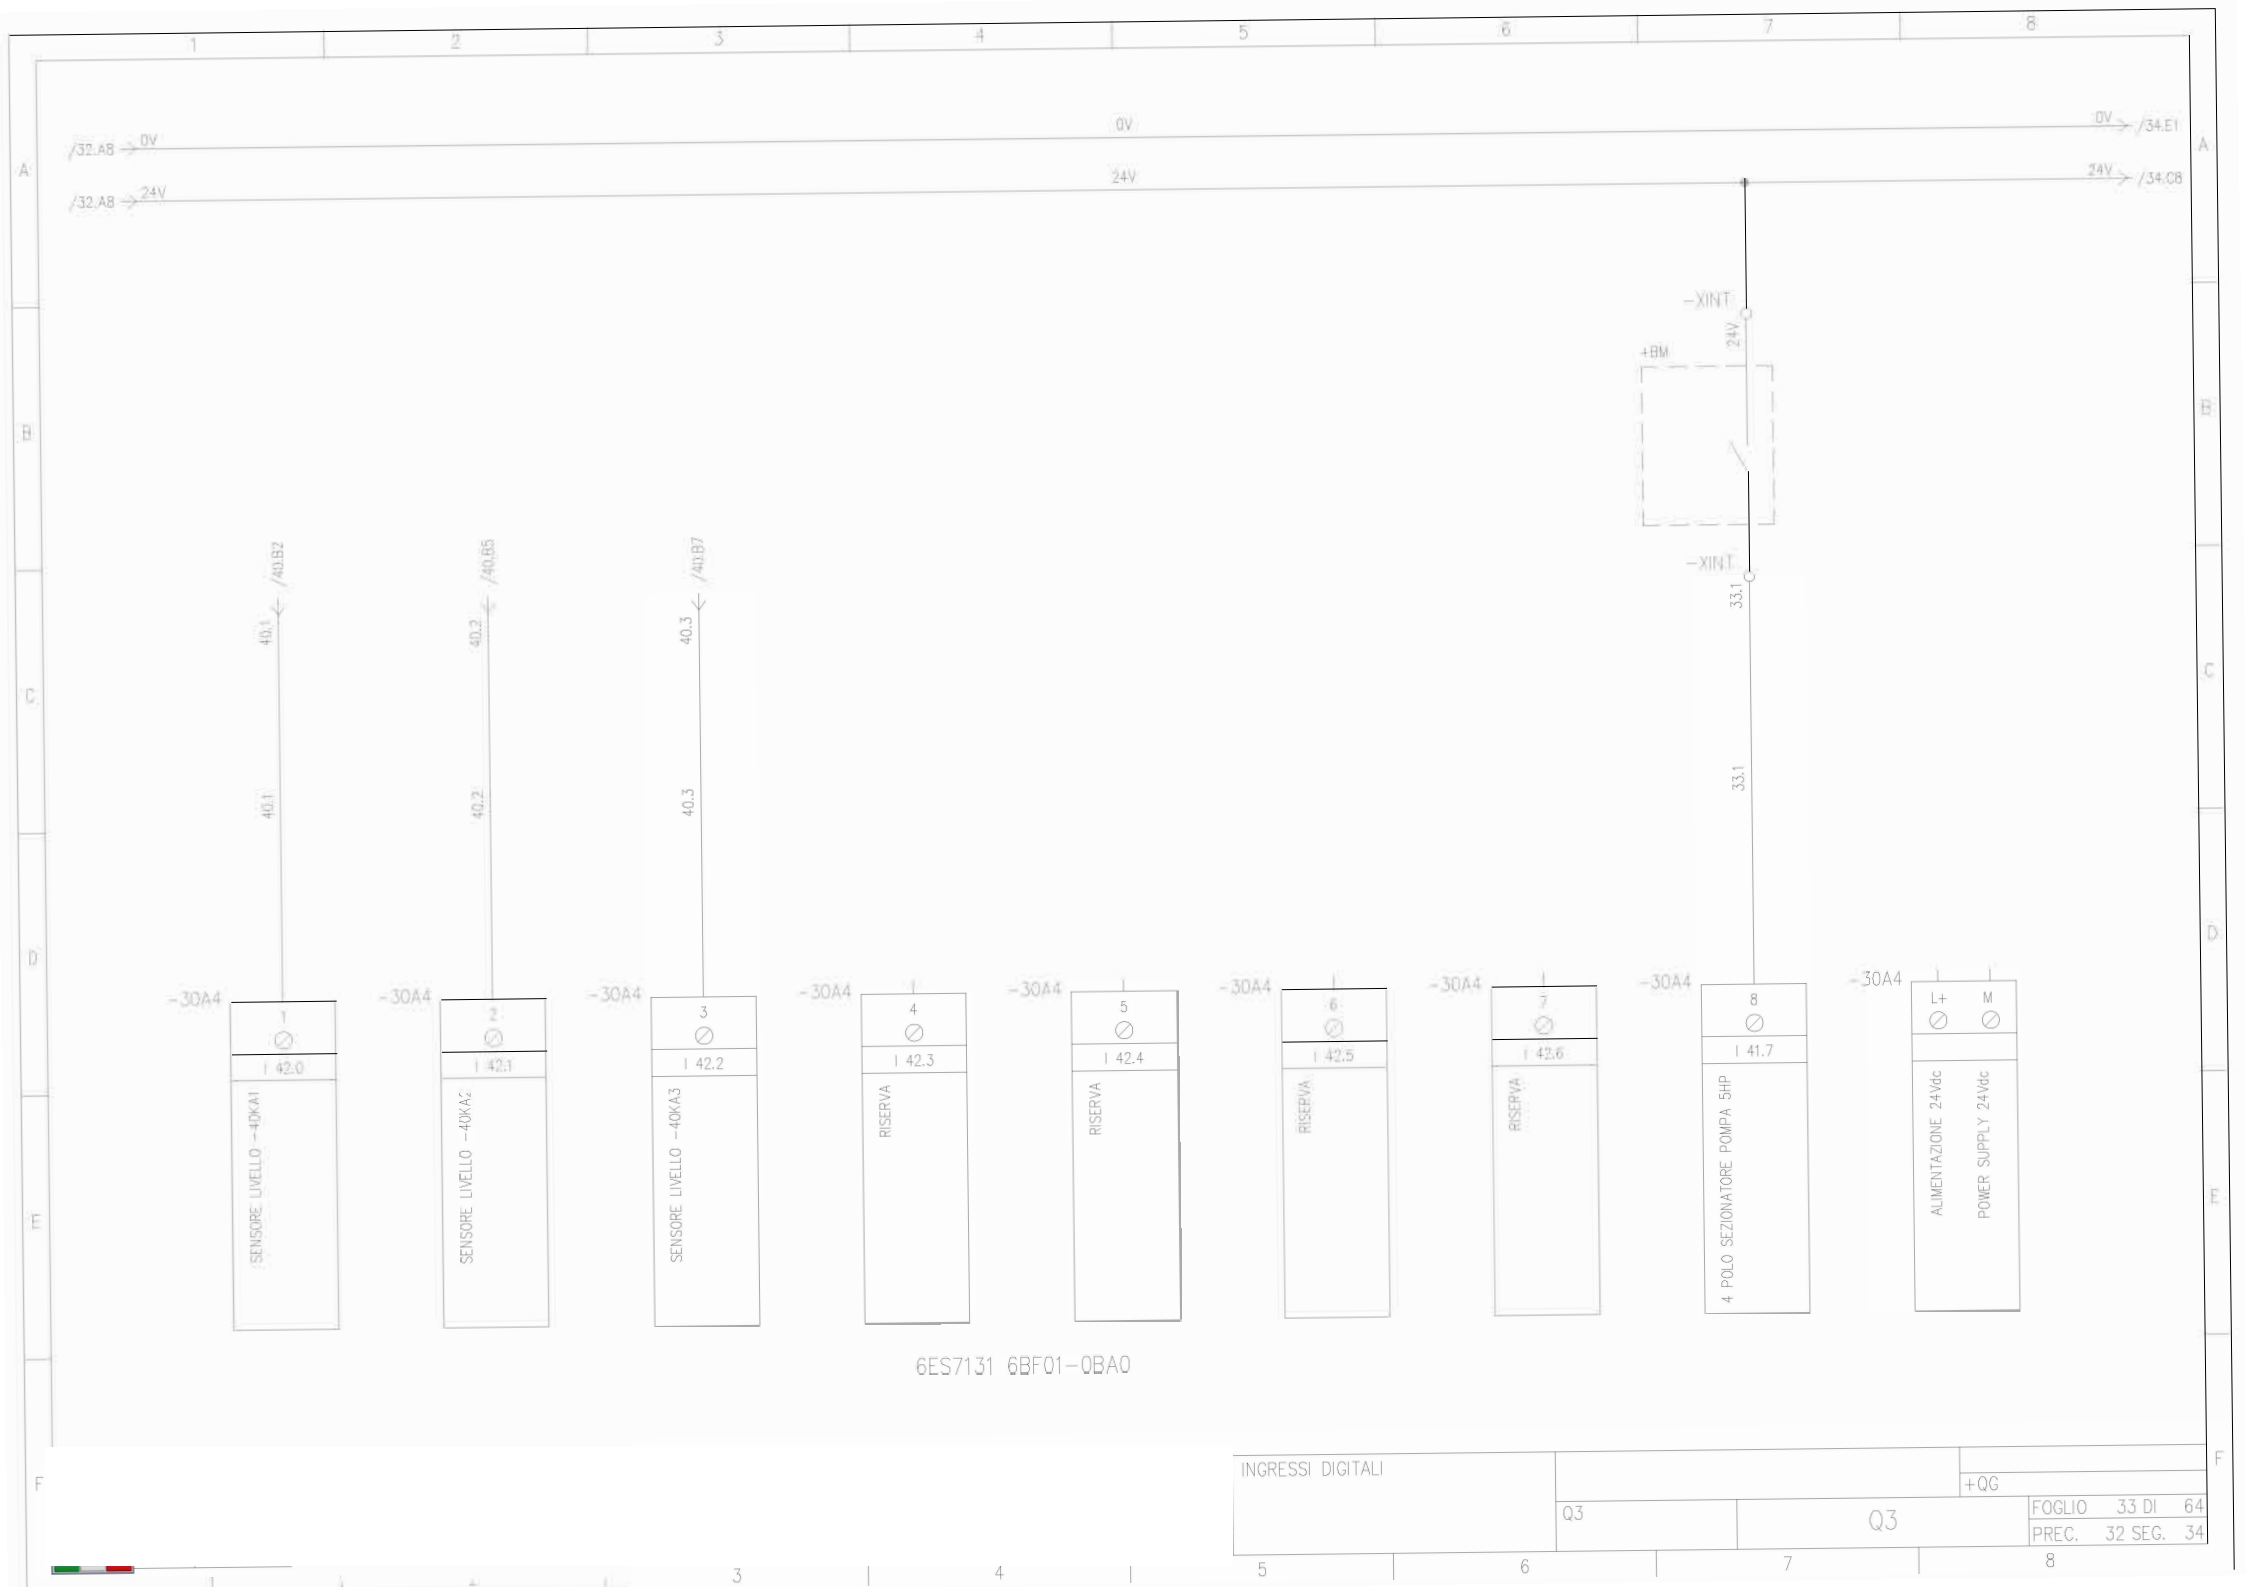 1 2 3 4 5 6 7 8
0V
0V /34.E1
/32.A8 0V
A
A
24V
24V /34.C8
/32.A8 24V
-XINT
24V
+BM
B
B
/40.B2
/40.B5
/40.B7
-XINT
40.1
40.2
40.3
33.1
C
C
40.1
40.2
40.3
33.1
D
D
-30A4 -30A4 -30A4 -30A4 -30A4 -30A4 -30A4 -30A4 -30A4
1 2 3 4 5 6 7 8 L+ M
I 42.0 I 42.1 I 42.2 I 42.3 I 42.4 I 42.5 I 42.6 I 41.7
SENSORE LIVELLO -40KA1
SENSORE LIVELLO -40KA2
SENSORE LIVELLO -40KA3
RISERVA
RISERVA
RISERVA
RISERVA
4 POLO SEZIONATORE POMPA 5HP
ALIMENTAZIONE 24Vdc
POWER SUPPLY 24Vdc
E
E
6ES7131 6BF01-0BA0
F
F
INGRESSI DIGITALI
+QG
Q3
Q3
FOGLIO 33 DI 64
PREC. 32 SEG. 34
3 4 5 6 7 8